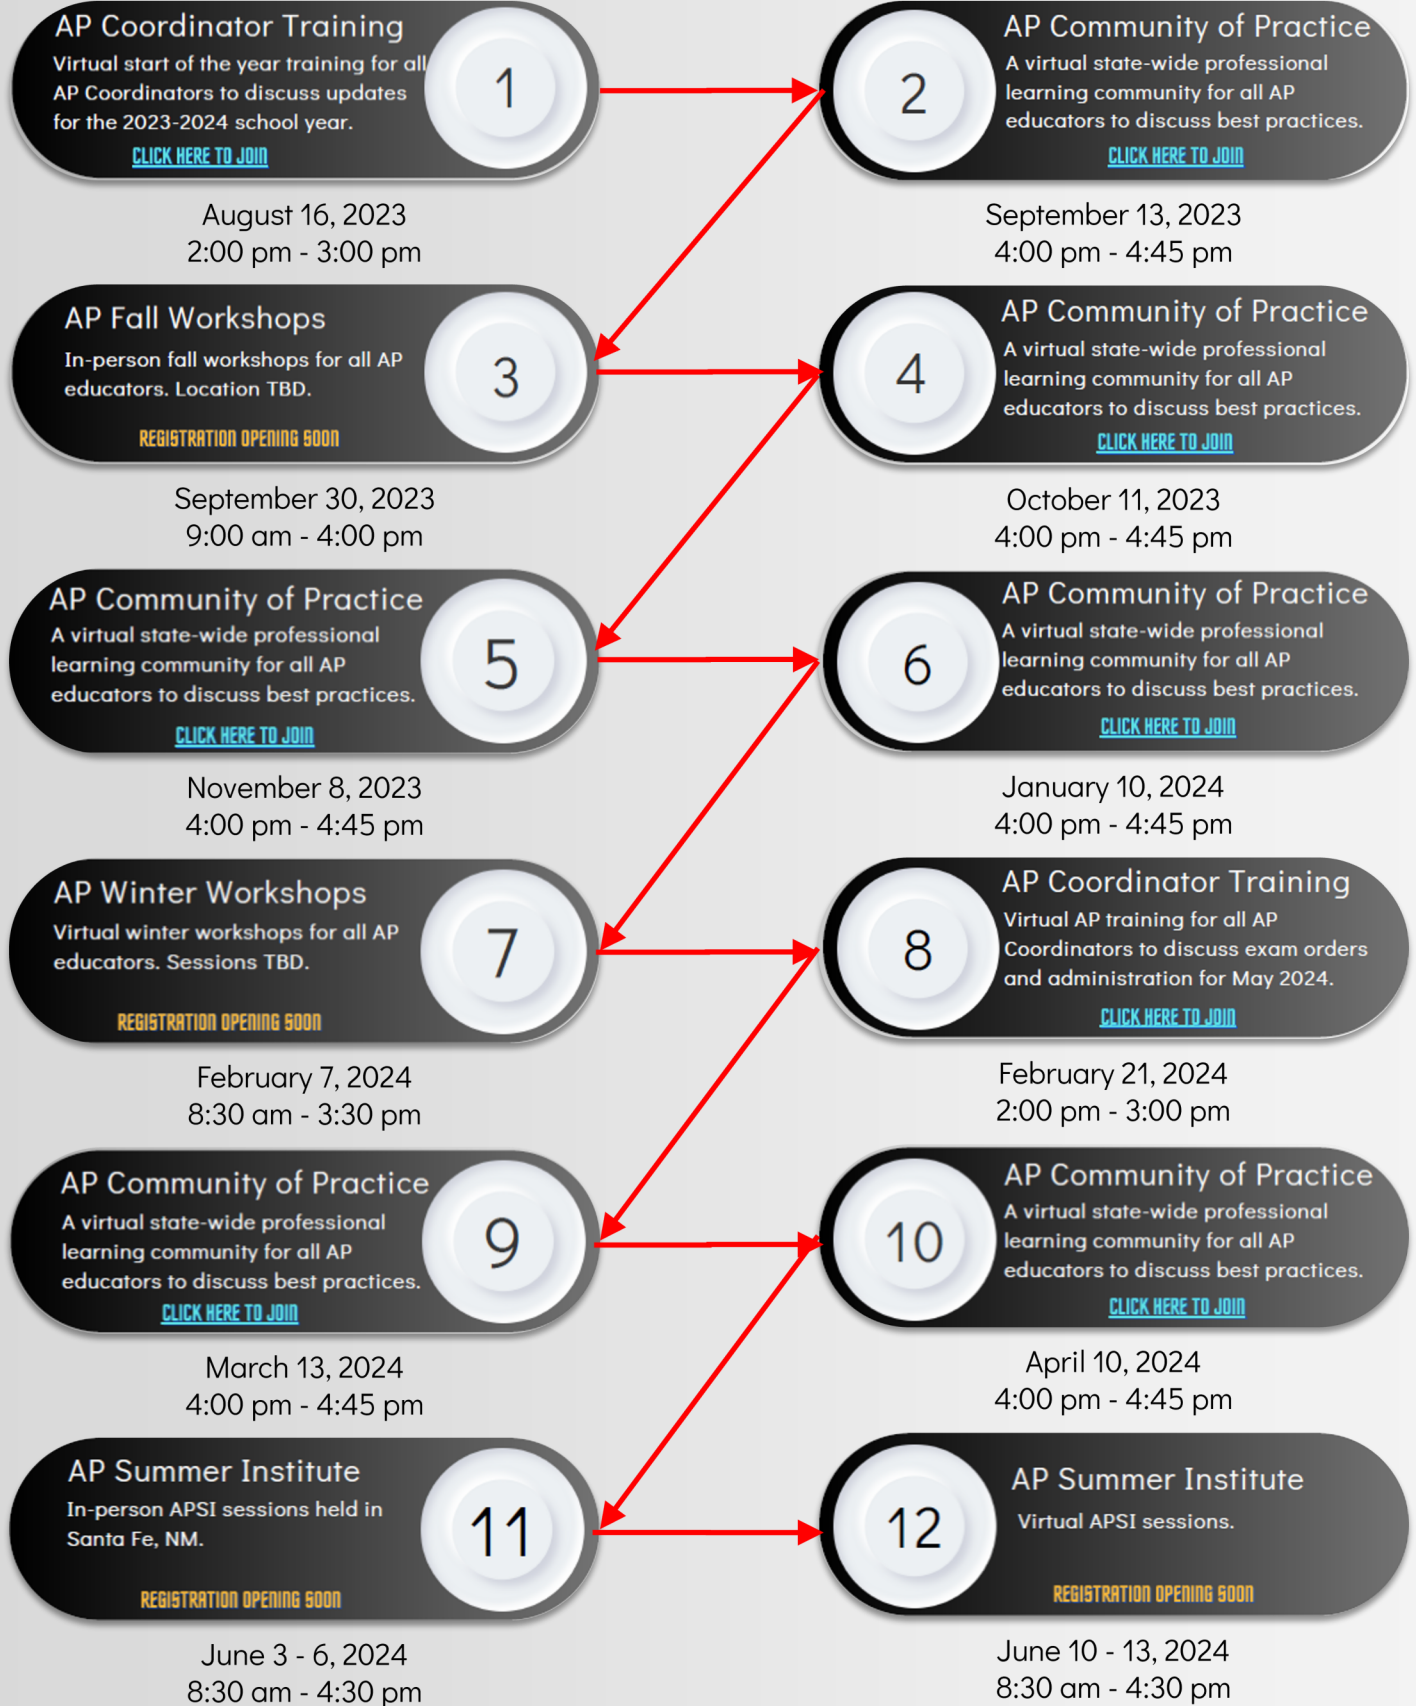 AP Coordinator Training
Virtual start of the year training for all
AP Coordinators to discuss updates
for the 2023-2024 school year.
CLICK HERE TO JOIN
1
August 16, 2023
2:00 pm - 3:00 pm
AP Community of Practice
A virtual state-wide professional
learning community for all AP
educators to discuss best practices.
CLICK HERE TO JOIN
2
September 13, 2023
4:00 pm - 4:45 pm
AP Fall Workshops
In-person fall workshops for all AP
educators. Location TBD.
REGISTRATION OPENING SOON
3
September 30, 2023
9:00 am - 4:00 pm
AP Community of Practice
A virtual state-wide professional
learning community for all AP
educators to discuss best practices.
CLICK HERE TO JOIN
4
October 11, 2023
4:00 pm - 4:45 pm
AP Community of Practice
A virtual state-wide professional
learning community for all AP
educators to discuss best practices.
CLICK HERE TO JOIN
5
November 8, 2023
4:00 pm - 4:45 pm
AP Community of Practice
A virtual state-wide professional
learning community for all AP
educators to discuss best practices.
CLICK HERE TO JOIN
6
January 10, 2024
4:00 pm - 4:45 pm
AP Winter Workshops
Virtual winter workshops for all AP
educators. Sessions TBD.
REGISTRATION OPENING SOON
7
February 7, 2024
8:30 am - 3:30 pm
AP Coordinator Training
Virtual AP training for all AP
Coordinators to discuss exam orders
and administration for May 2024.
CLICK HERE TO JOIN
8
February 21, 2024
2:00 pm - 3:00 pm
AP Community of Practice
A virtual state-wide professional
learning community for all AP
educators to discuss best practices.
CLICK HERE TO JOIN
9
March 13, 2024
4:00 pm - 4:45 pm
AP Community of Practice
A virtual state-wide professional
learning community for all AP
educators to discuss best practices.
CLICK HERE TO JOIN
10
April 10, 2024
4:00 pm - 4:45 pm
AP Summer Institute
In-person APSI sessions held in
Santa Fe, NM.
REGISTRATION OPENING SOON
11
June 3 - 6, 2024
8:30 am - 4:30 pm
AP Summer Institute
Virtual APSI sessions.
REGISTRATION OPENING SOON
12
June 10 - 13, 2024
8:30 am - 4:30 pm